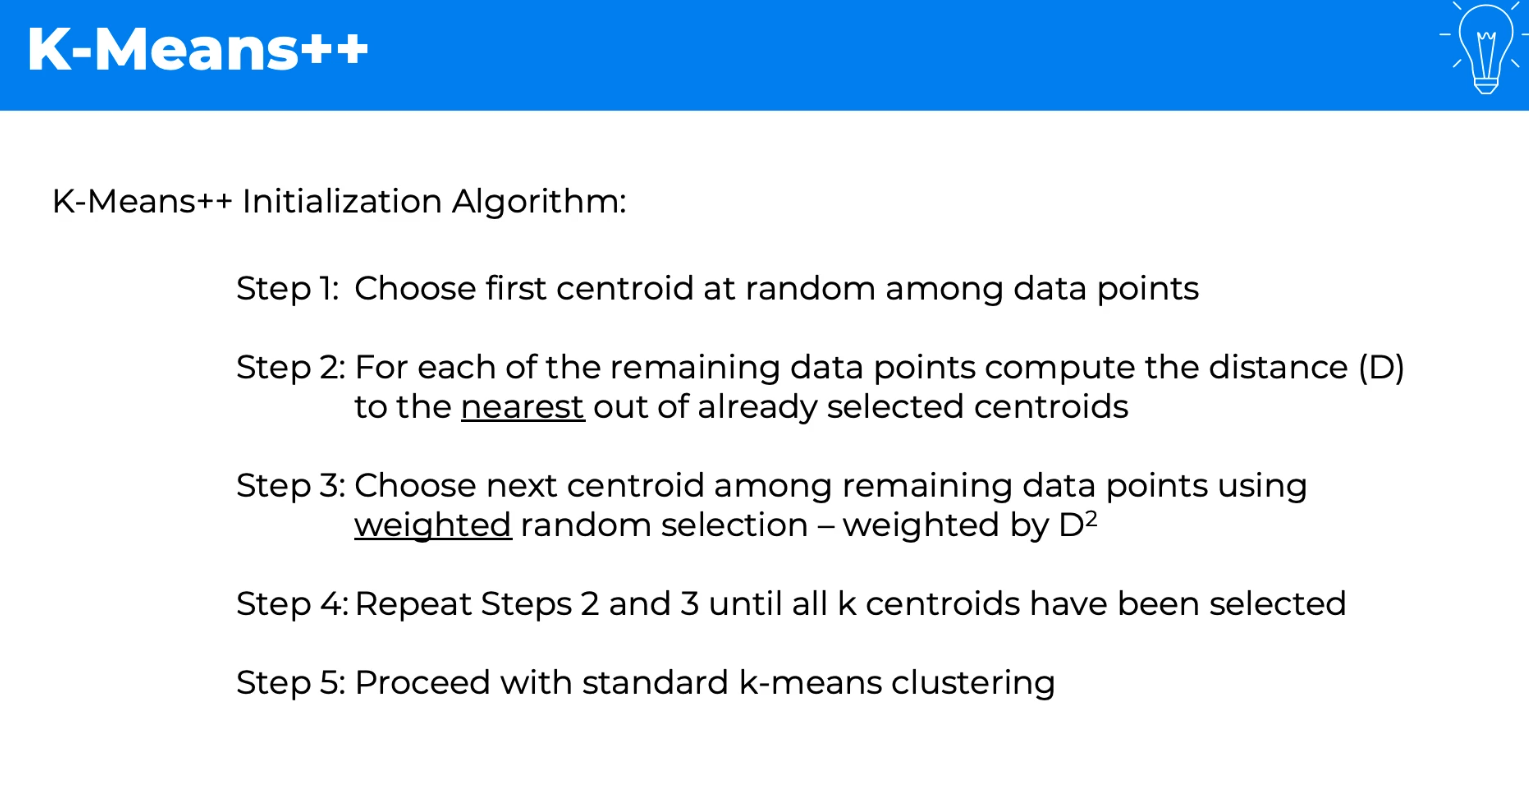 K-Means++
K-Means++ Initialization Algorithm:
Step 1: Choose first centroid at random among data points
Step 2: For each of the remaining data points compute the distance (D)
to the nearest out of already selected centroids
Step 3: Choose next centroid among remaining data points using
weighted random selection – weighted by D²
Step 4: Repeat Steps 2 and 3 until all k centroids have been selected
Step 5: Proceed with standard k-means clustering